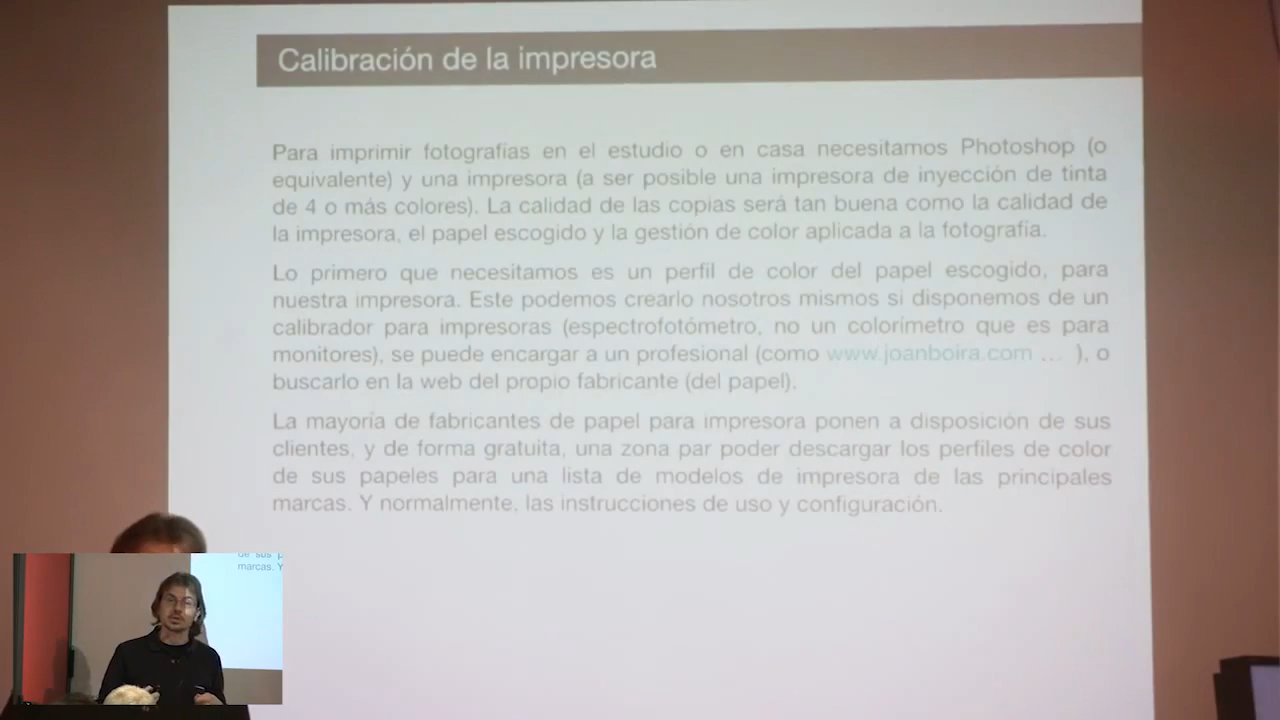 Calibración de la impresora
Para imprimir fotografías en el estudio o en casa necesitamos Photoshop (o
equivalente) y una impresora (a ser posible una impresora de inyección de tinta
de 4 o más colores). La calidad de las copias será tan buena como la calidad de
la impresora, el papel escogido y la gestión de color aplicada a la fotografía.
Lo primero que necesitamos es un perfil de color del papel escogido, para
nuestra impresora. Este podemos crearlo nosotros mismos si disponemos de un
calibrador para impresoras (espectrofotómetro, no un colorímetro que es para
monitores), se puede encargar a un profesional (como www.joanboira.com ... ), o
buscarlo en la web del propio fabricante (del papel).
La mayoría de fabricantes de papel para impresora ponen a disposición de sus
clientes, y de forma gratuita, una zona par poder descargar los perfiles de color
de sus papeles para una lista de modelos de impresora de las principales
marcas. Y normalmente, las instrucciones de uso y configuración.
de sus p
marcas. Y